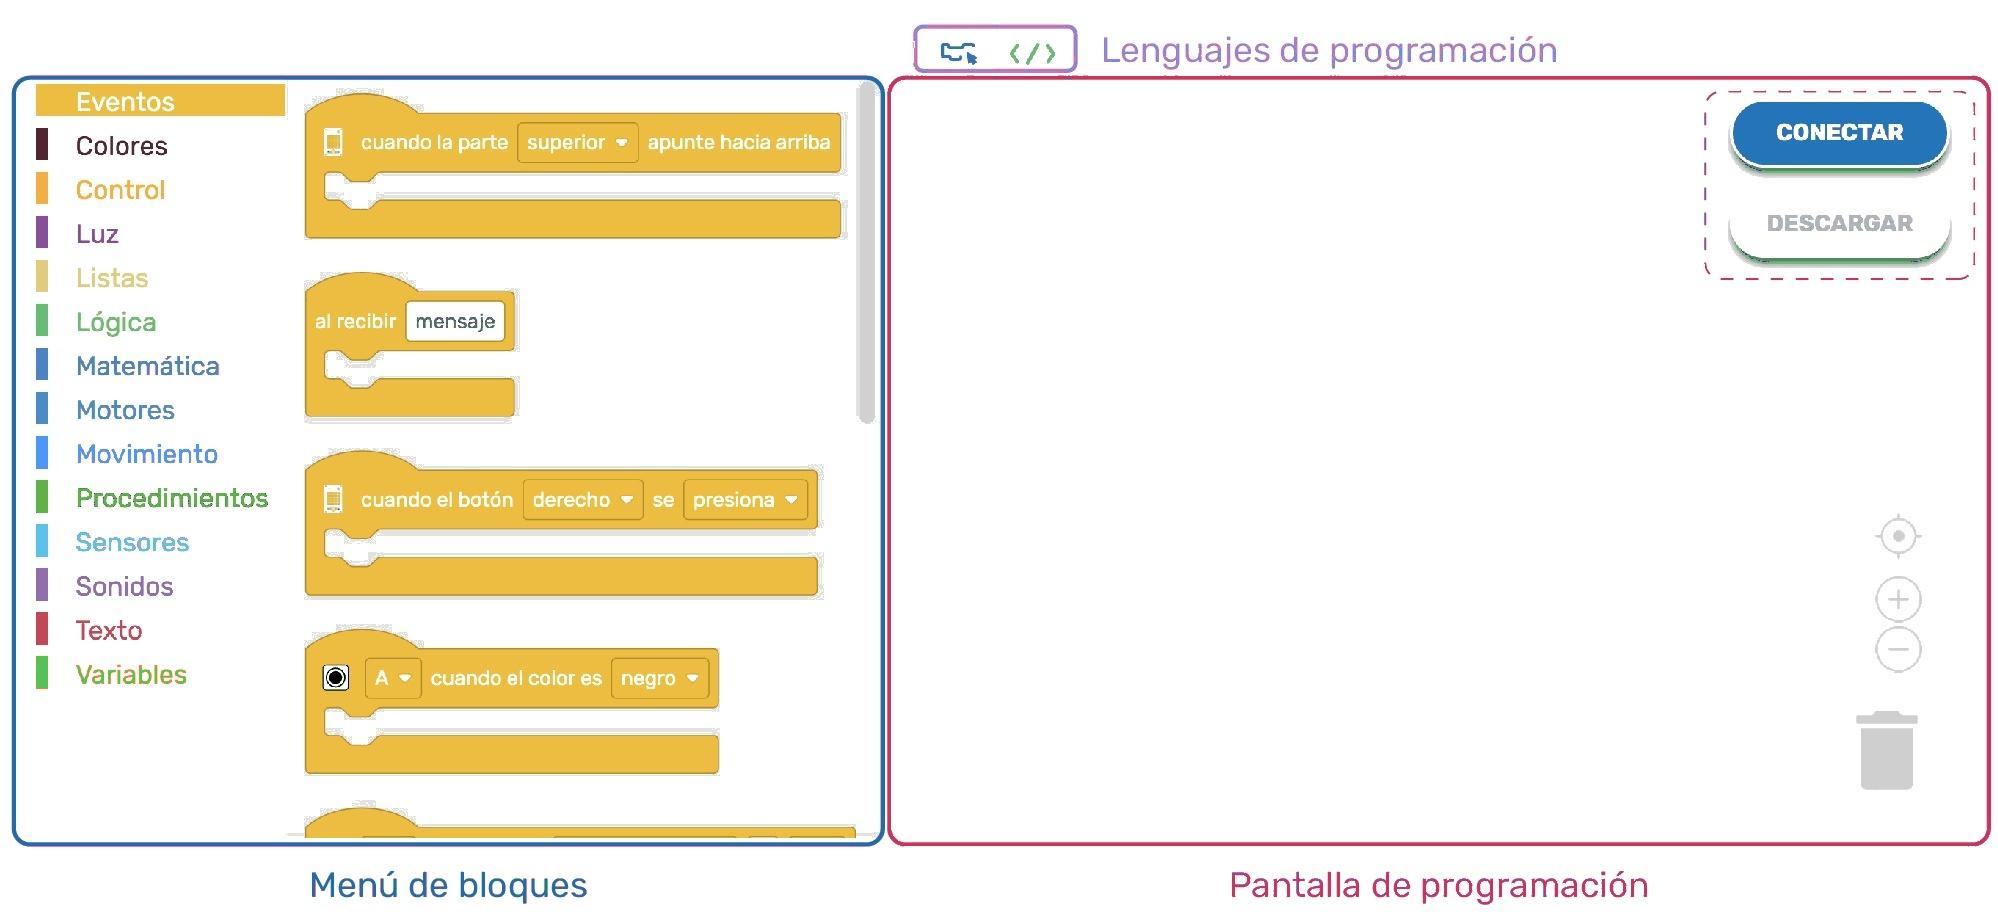 </> Lenguajes de programación
Eventos
Colores
Control
Luz
Listas
Lógica
Matemática
Motores
Movimiento
Procedimientos
Sensores
Sonidos
Texto
Variables
cuando la parte superior apunte hacia arriba
al recibir mensaje
cuando el botón derecho se presiona
A cuando el color es negro
CONECTAR
DESCARGAR
Menú de bloques
Pantalla de programación